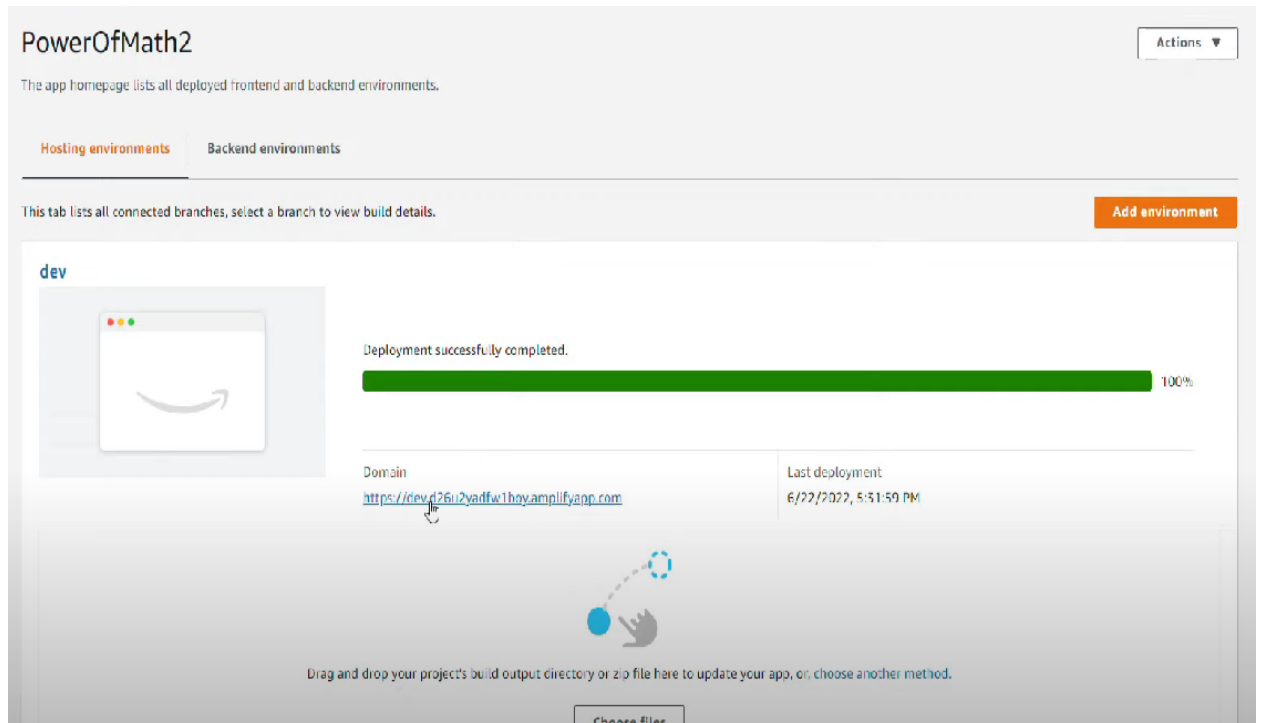 PowerOfMath2
Actions ▼
The app homepage lists all deployed frontend and backend environments.
Hosting environments
Backend environments
This tab lists all connected branches, select a branch to view build details.
Add environment
dev
Deployment successfully completed.
100%
Domain
Last deployment
https://dev.d26u2yadfw1boy.amplifyapp.com
6/22/2022, 5:31:59 PM
Drag and drop your project's build output directory or zip file here to update your app, or, choose another method.
Choose files